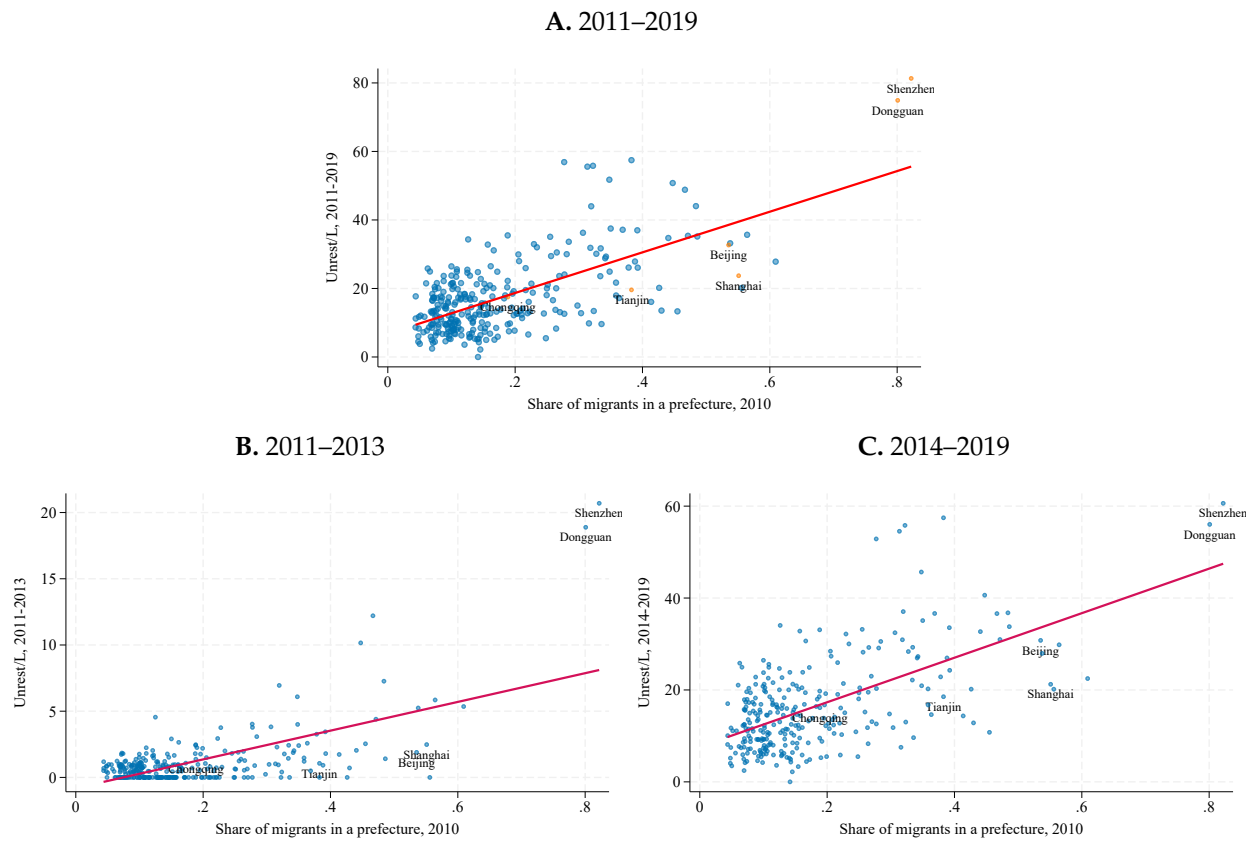 A. 2011–2019
80
60
40
20
0
Unrest/L, 2011-2019
Shenzhen
Dongguan
Beijing
Shanghai
Tianjin
Chongqing
0 .2 .4 .6 .8
Share of migrants in a prefecture, 2010
B. 2011–2013
20
15
10
5
0
Unrest/L, 2011-2013
Shenzhen
Dongguan
Shanghai
Beijing
Tianjin
Chongqing
0 .2 .4 .6 .8
Share of migrants in a prefecture, 2010
C. 2014–2019
60
40
20
0
Unrest/L, 2014-2019
Shenzhen
Dongguan
Beijing
Shanghai
Tianjin
Chongqing
0 .2 .4 .6 .8
Share of migrants in a prefecture, 2010